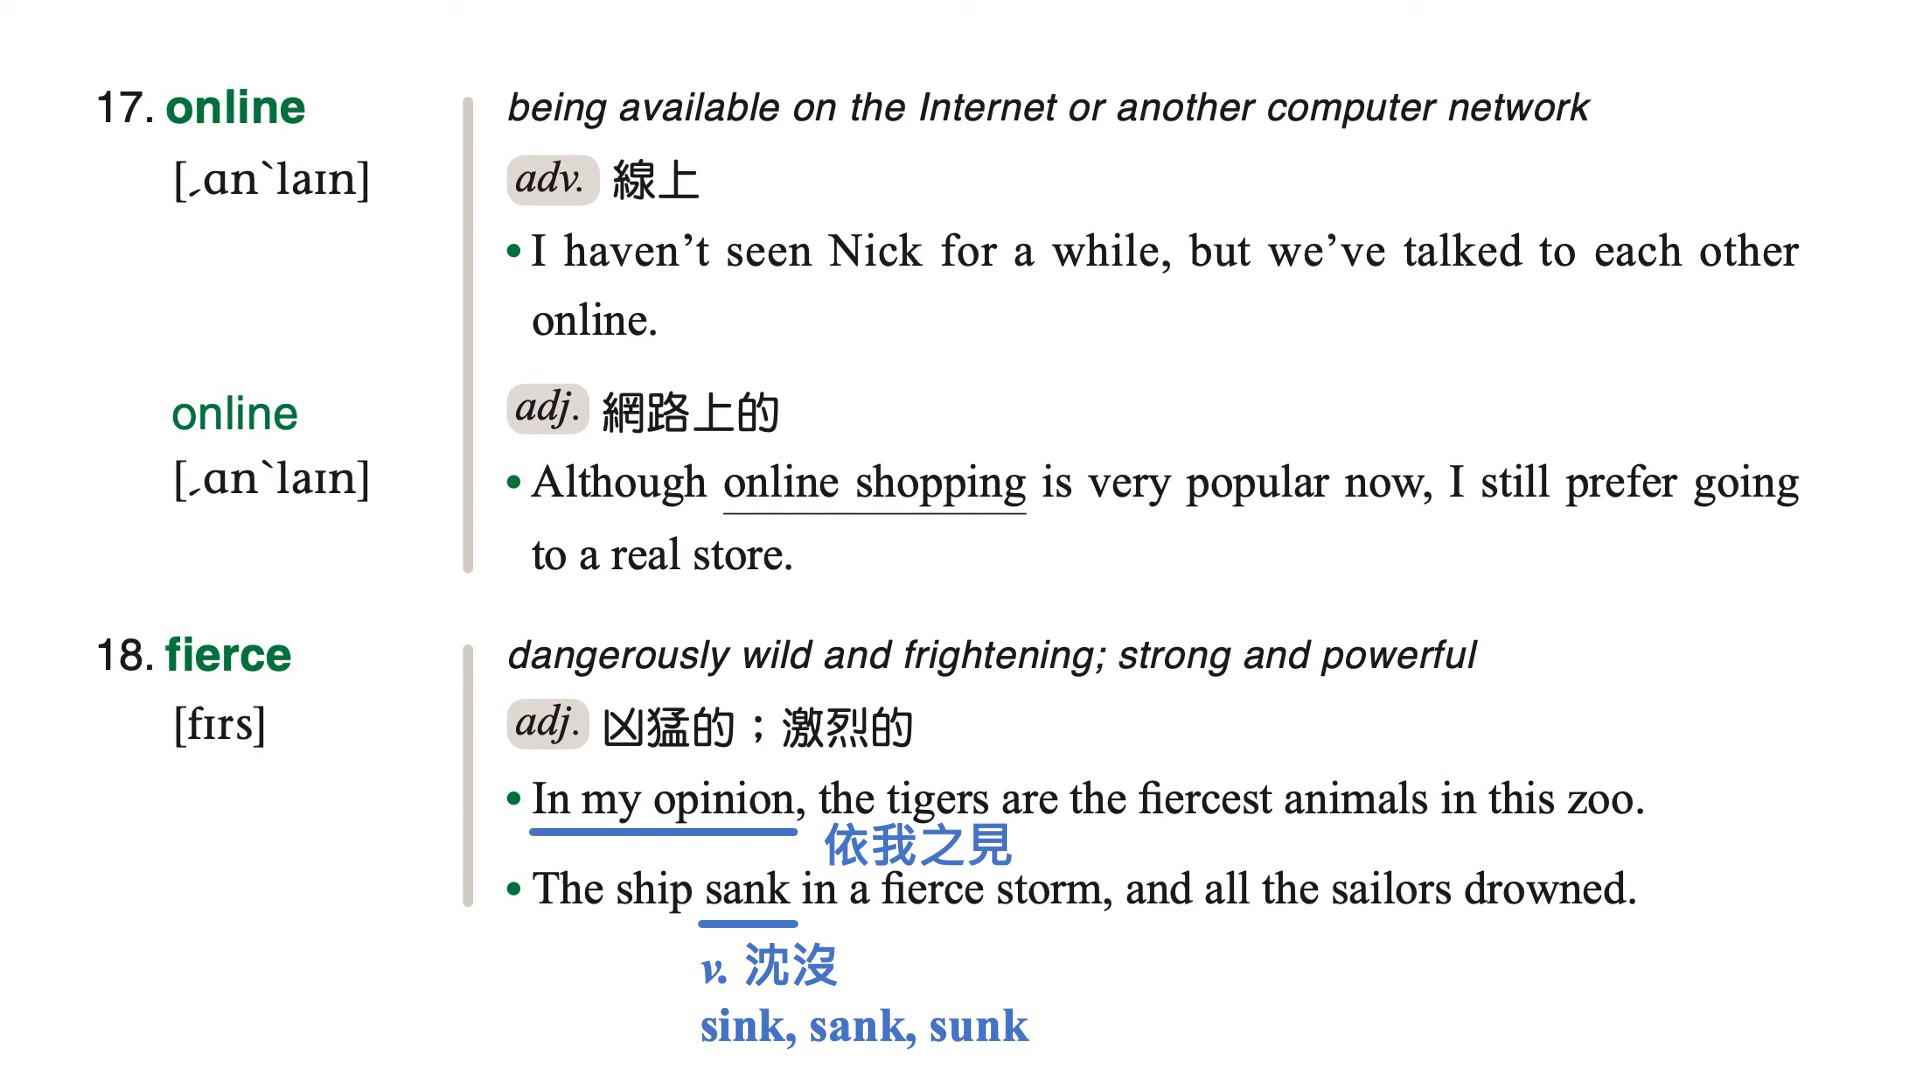 17. online
being available on the Internet or another computer network
[ˏɑnˋlaɪn]
adv. 線上
• I haven’t seen Nick for a while, but we’ve talked to each other
online.
online
adj. 網路上的
[ˏɑnˋlaɪn]
• Although online shopping is very popular now, I still prefer going
to a real store.
18. fierce
dangerously wild and frightening; strong and powerful
[fɪrs]
adj. 凶猛的；激烈的
• In my opinion, the tigers are the fiercest animals in this zoo.
依我之見
• The ship sank in a fierce storm, and all the sailors drowned.
v. 沈沒
sink, sank, sunk